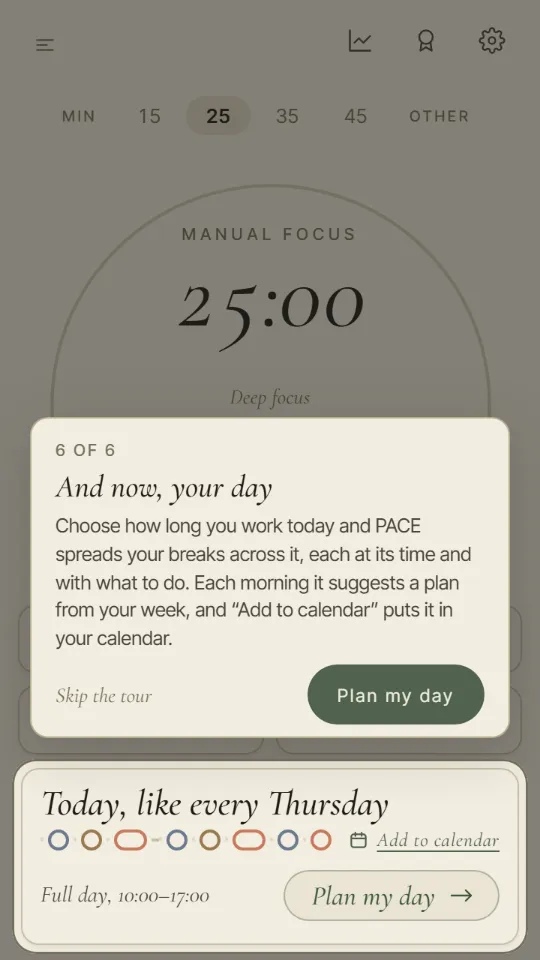 MIN 15 25 35 45 OTHER
MANUAL FOCUS
25:00
Deep focus
6 OF 6
And now, your day
Choose how long you work today and PACE
spreads your breaks across it, each at its time and
with what to do. Each morning it suggests a plan
from your week, and “Add to calendar” puts it in
your calendar.
Skip the tour
Plan my day
Today, like every Thursday
Add to calendar
Full day, 10:00–17:00
Plan my day →